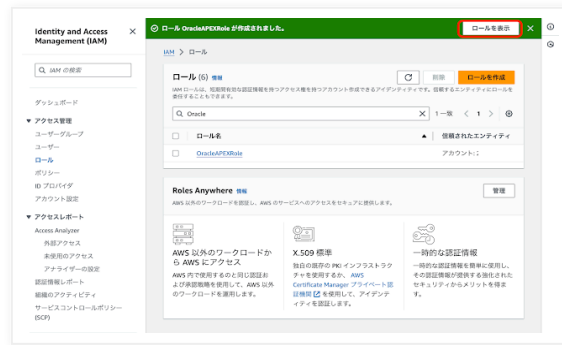 Identity and Access
Management (IAM)
IAM の検索
ダッシュボード
アクセス管理
ユーザーグループ
ユーザー
ロール
ポリシー
ID プロバイダ
アカウント設定
アクセスレポート
Access Analyzer
外部アクセス
未使用のアクセス
アナライザーの設定
認証情報レポート
組織のアクティビティ
サービスコントロールポリシー
(SCP)
ロール OracleAPEXRole が作成されました。
ロールを表示
IAM > ロール
ロール (6) 情報
削除
ロールを作成
IAM ロールは、短期間有効な認証情報を持つアクセス権を持つアカウント作成できるアイデンティティです。信頼するエンティティにロールを
委任することもできます。
Oracle
1 一致
1
ロール名
信頼されたエンティティ
OracleAPEXRole
アカウント:
Roles Anywhere 情報
管理
AWS 以外のワークロードを認証し、AWS のサービスへのアクセスをセキュアに提供します。
AWS 以外のワークロードか
ら AWS にアクセス
AWS 内で使用するのと同じ認証お
よび承認戦略を使用して、AWS 以外
のワークロードを運用します。
X.509 標準
独自の既存の PKI インフラストラク
チャを使用するか、AWS
Certificate Manager プライベート認
証機関 を使用して、アイデンテ
ィティを認証します。
一時的な認証情報
一時的な認証情報を簡単に使用し、
その認証情報が提供する強化された
セキュリティからメリットを得ま
す。